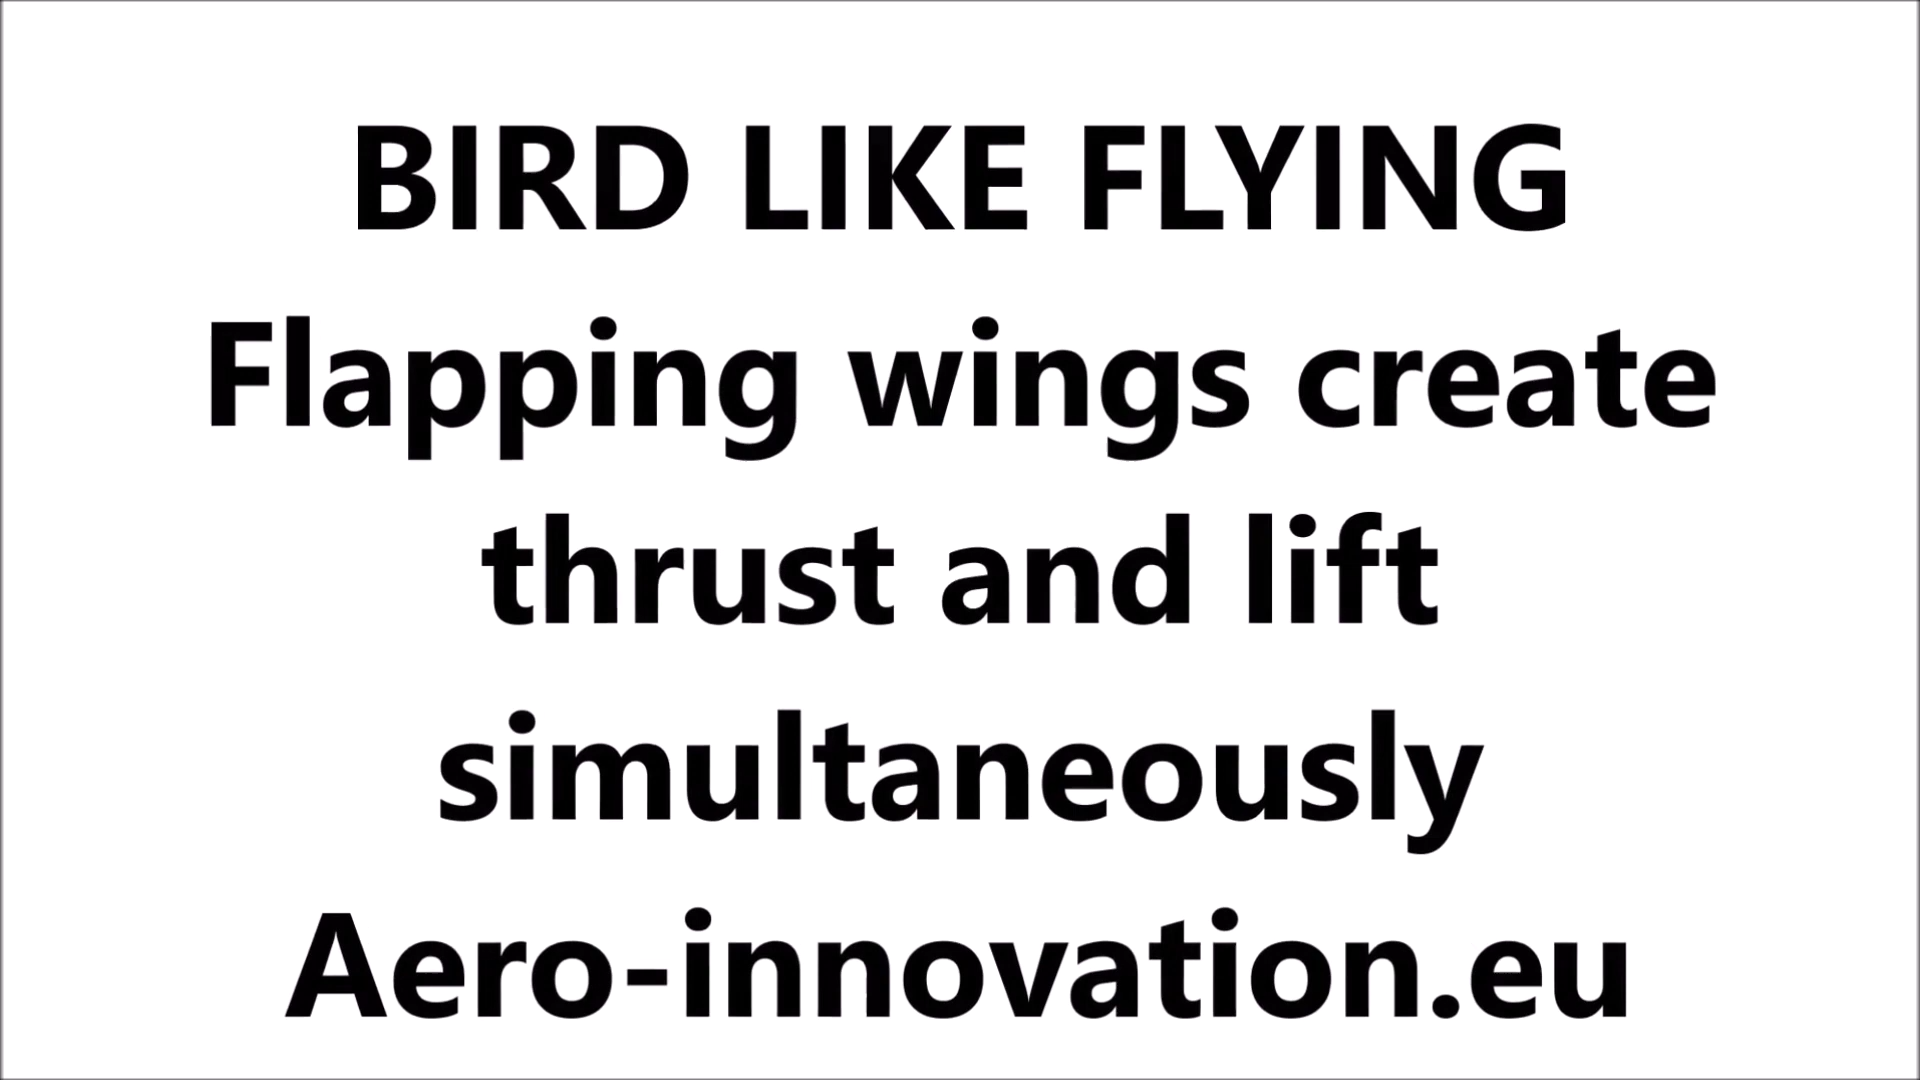 BIRD LIKE FLYING
Flapping wings create
thrust and lift
simultaneously
Aero-innovation.eu